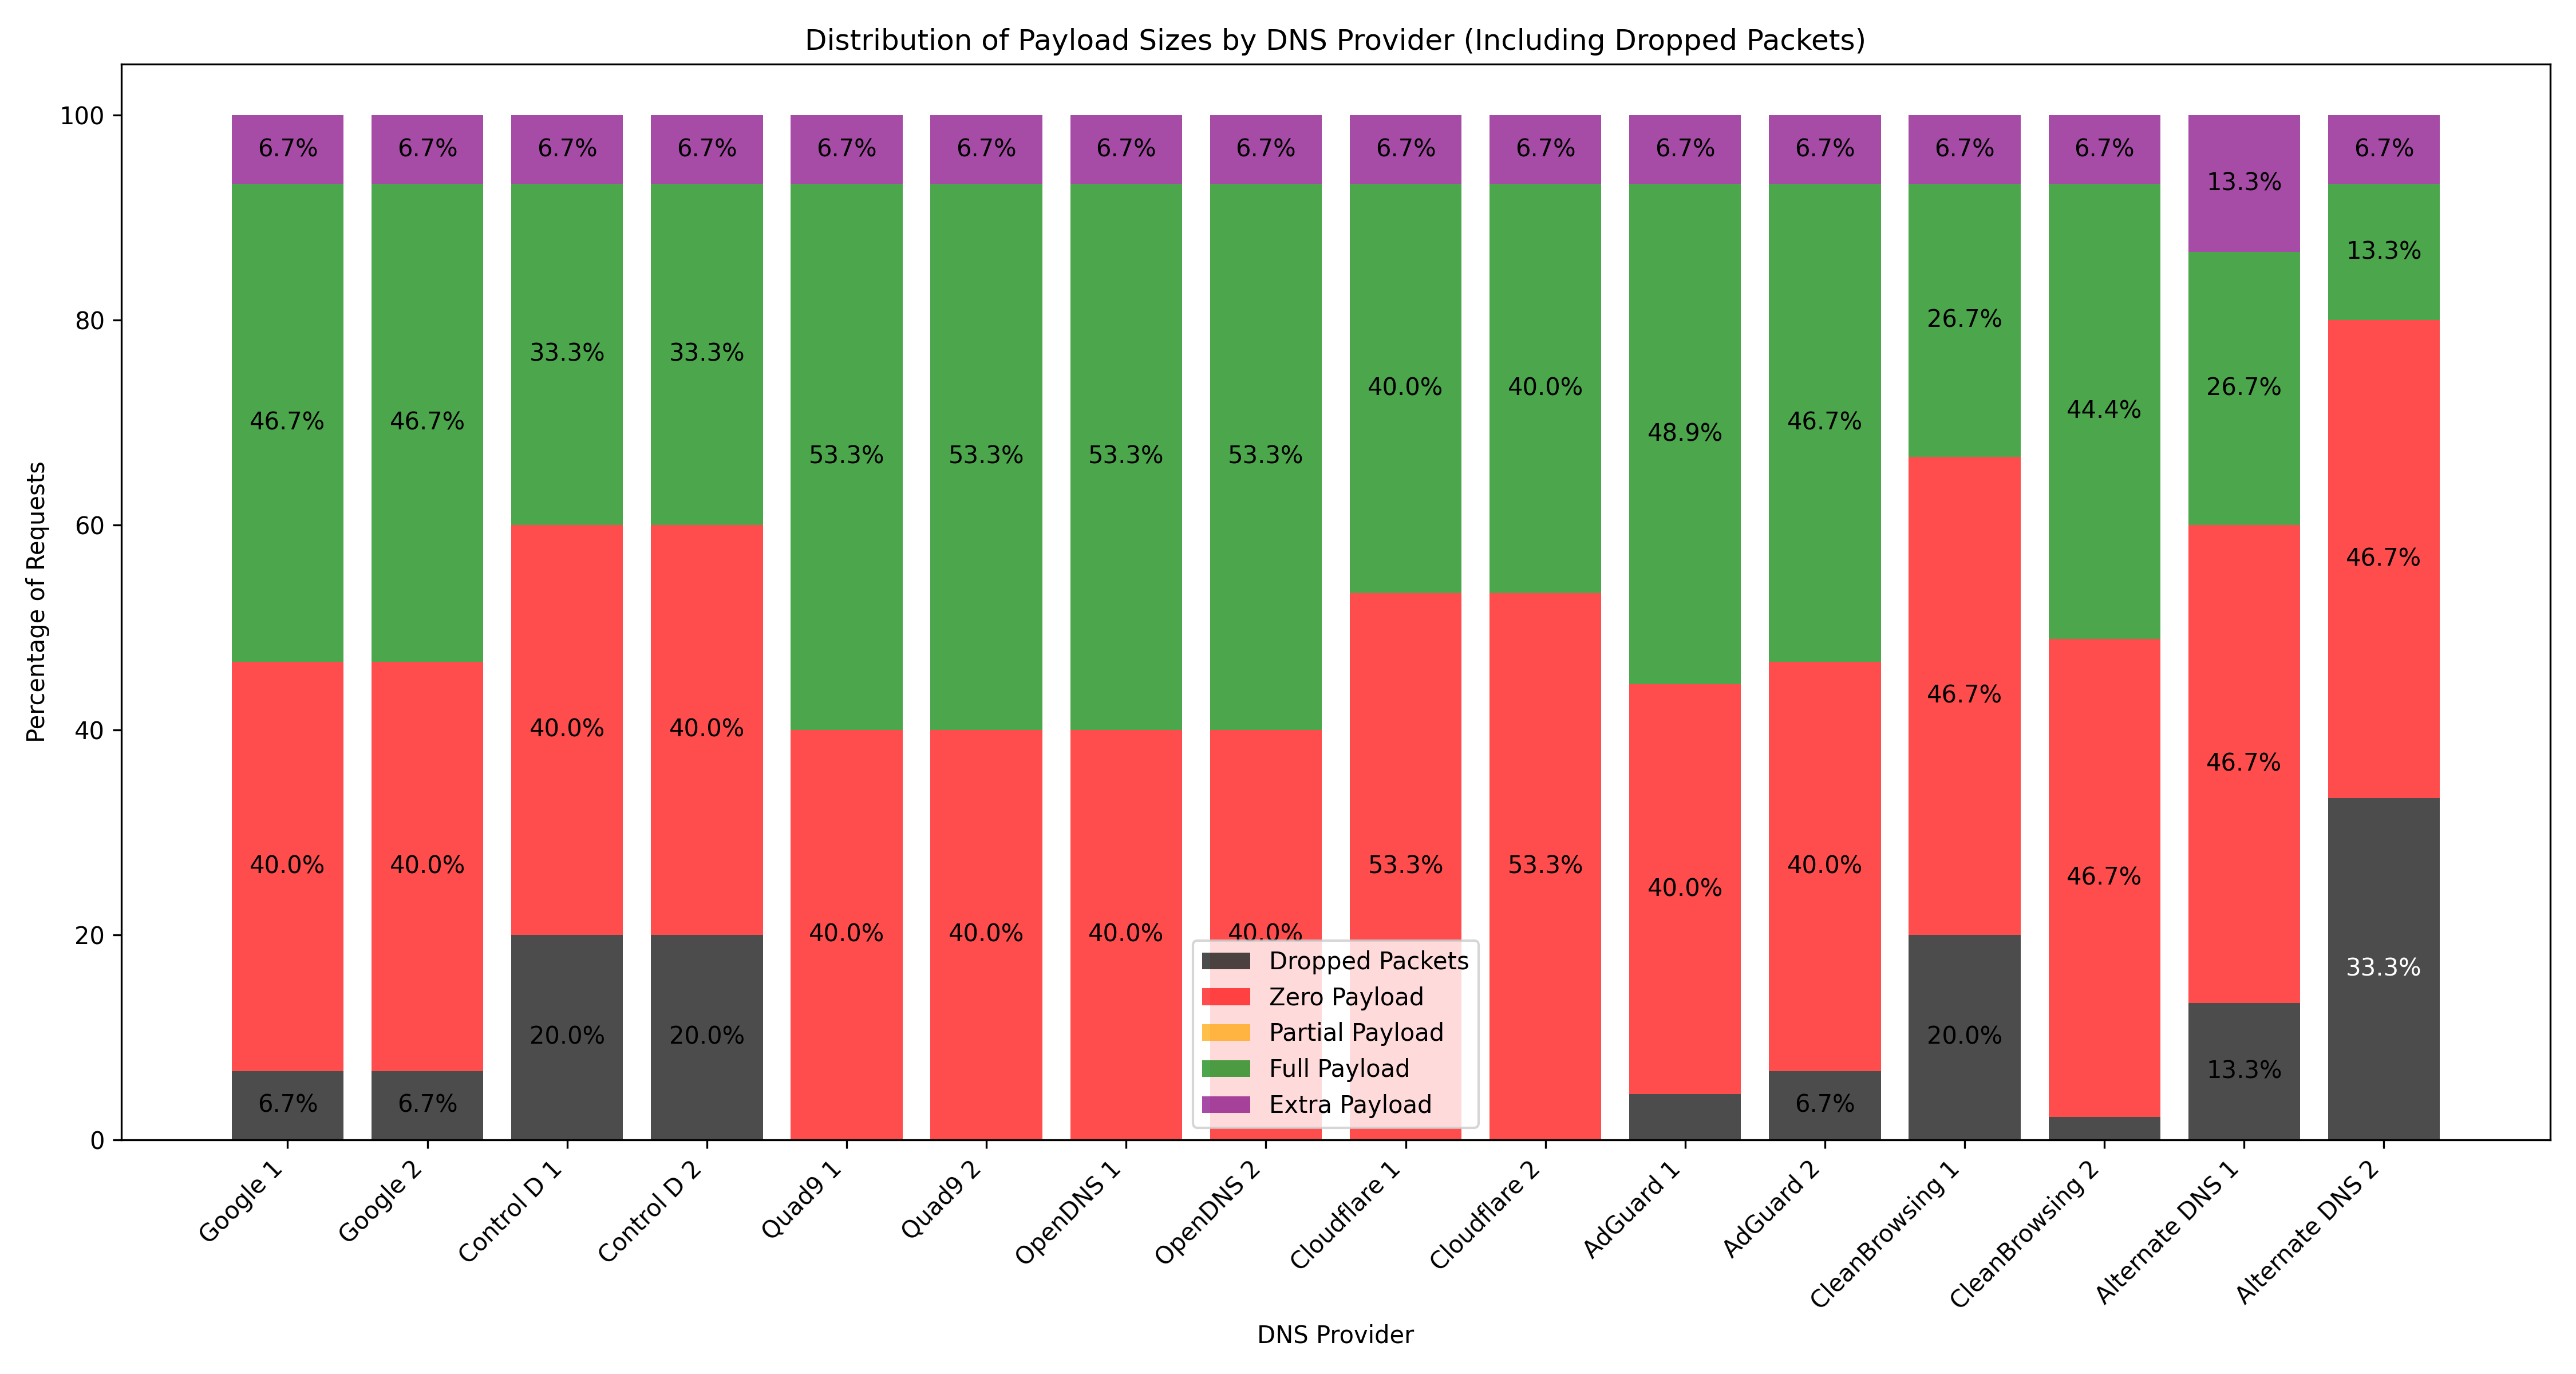 Distribution of Payload Sizes by DNS Provider (Including Dropped Packets)
Percentage of Requests
100
80
60
40
20
0
6.7% 6.7% 6.7% 6.7% 6.7% 6.7% 6.7% 6.7% 6.7% 6.7% 6.7% 6.7% 6.7% 6.7% 13.3% 6.7%
46.7% 46.7% 33.3% 33.3% 53.3% 53.3% 53.3% 53.3% 40.0% 40.0% 48.9% 46.7% 26.7% 44.4% 26.7% 13.3%
40.0% 40.0% 40.0% 40.0% 40.0% 40.0% 40.0% 40.0% 53.3% 53.3% 40.0% 40.0% 46.7% 46.7% 46.7% 46.7%
6.7% 6.7% 20.0% 20.0% 6.7% 20.0% 13.3% 33.3%
Dropped Packets
Zero Payload
Partial Payload
Full Payload
Extra Payload
Google 1
Google 2
Control D 1
Control D 2
Quad9 1
Quad9 2
OpenDNS 1
OpenDNS 2
Cloudflare 1
Cloudflare 2
AdGuard 1
AdGuard 2
CleanBrowsing 1
CleanBrowsing 2
Alternate DNS 1
Alternate DNS 2
DNS Provider